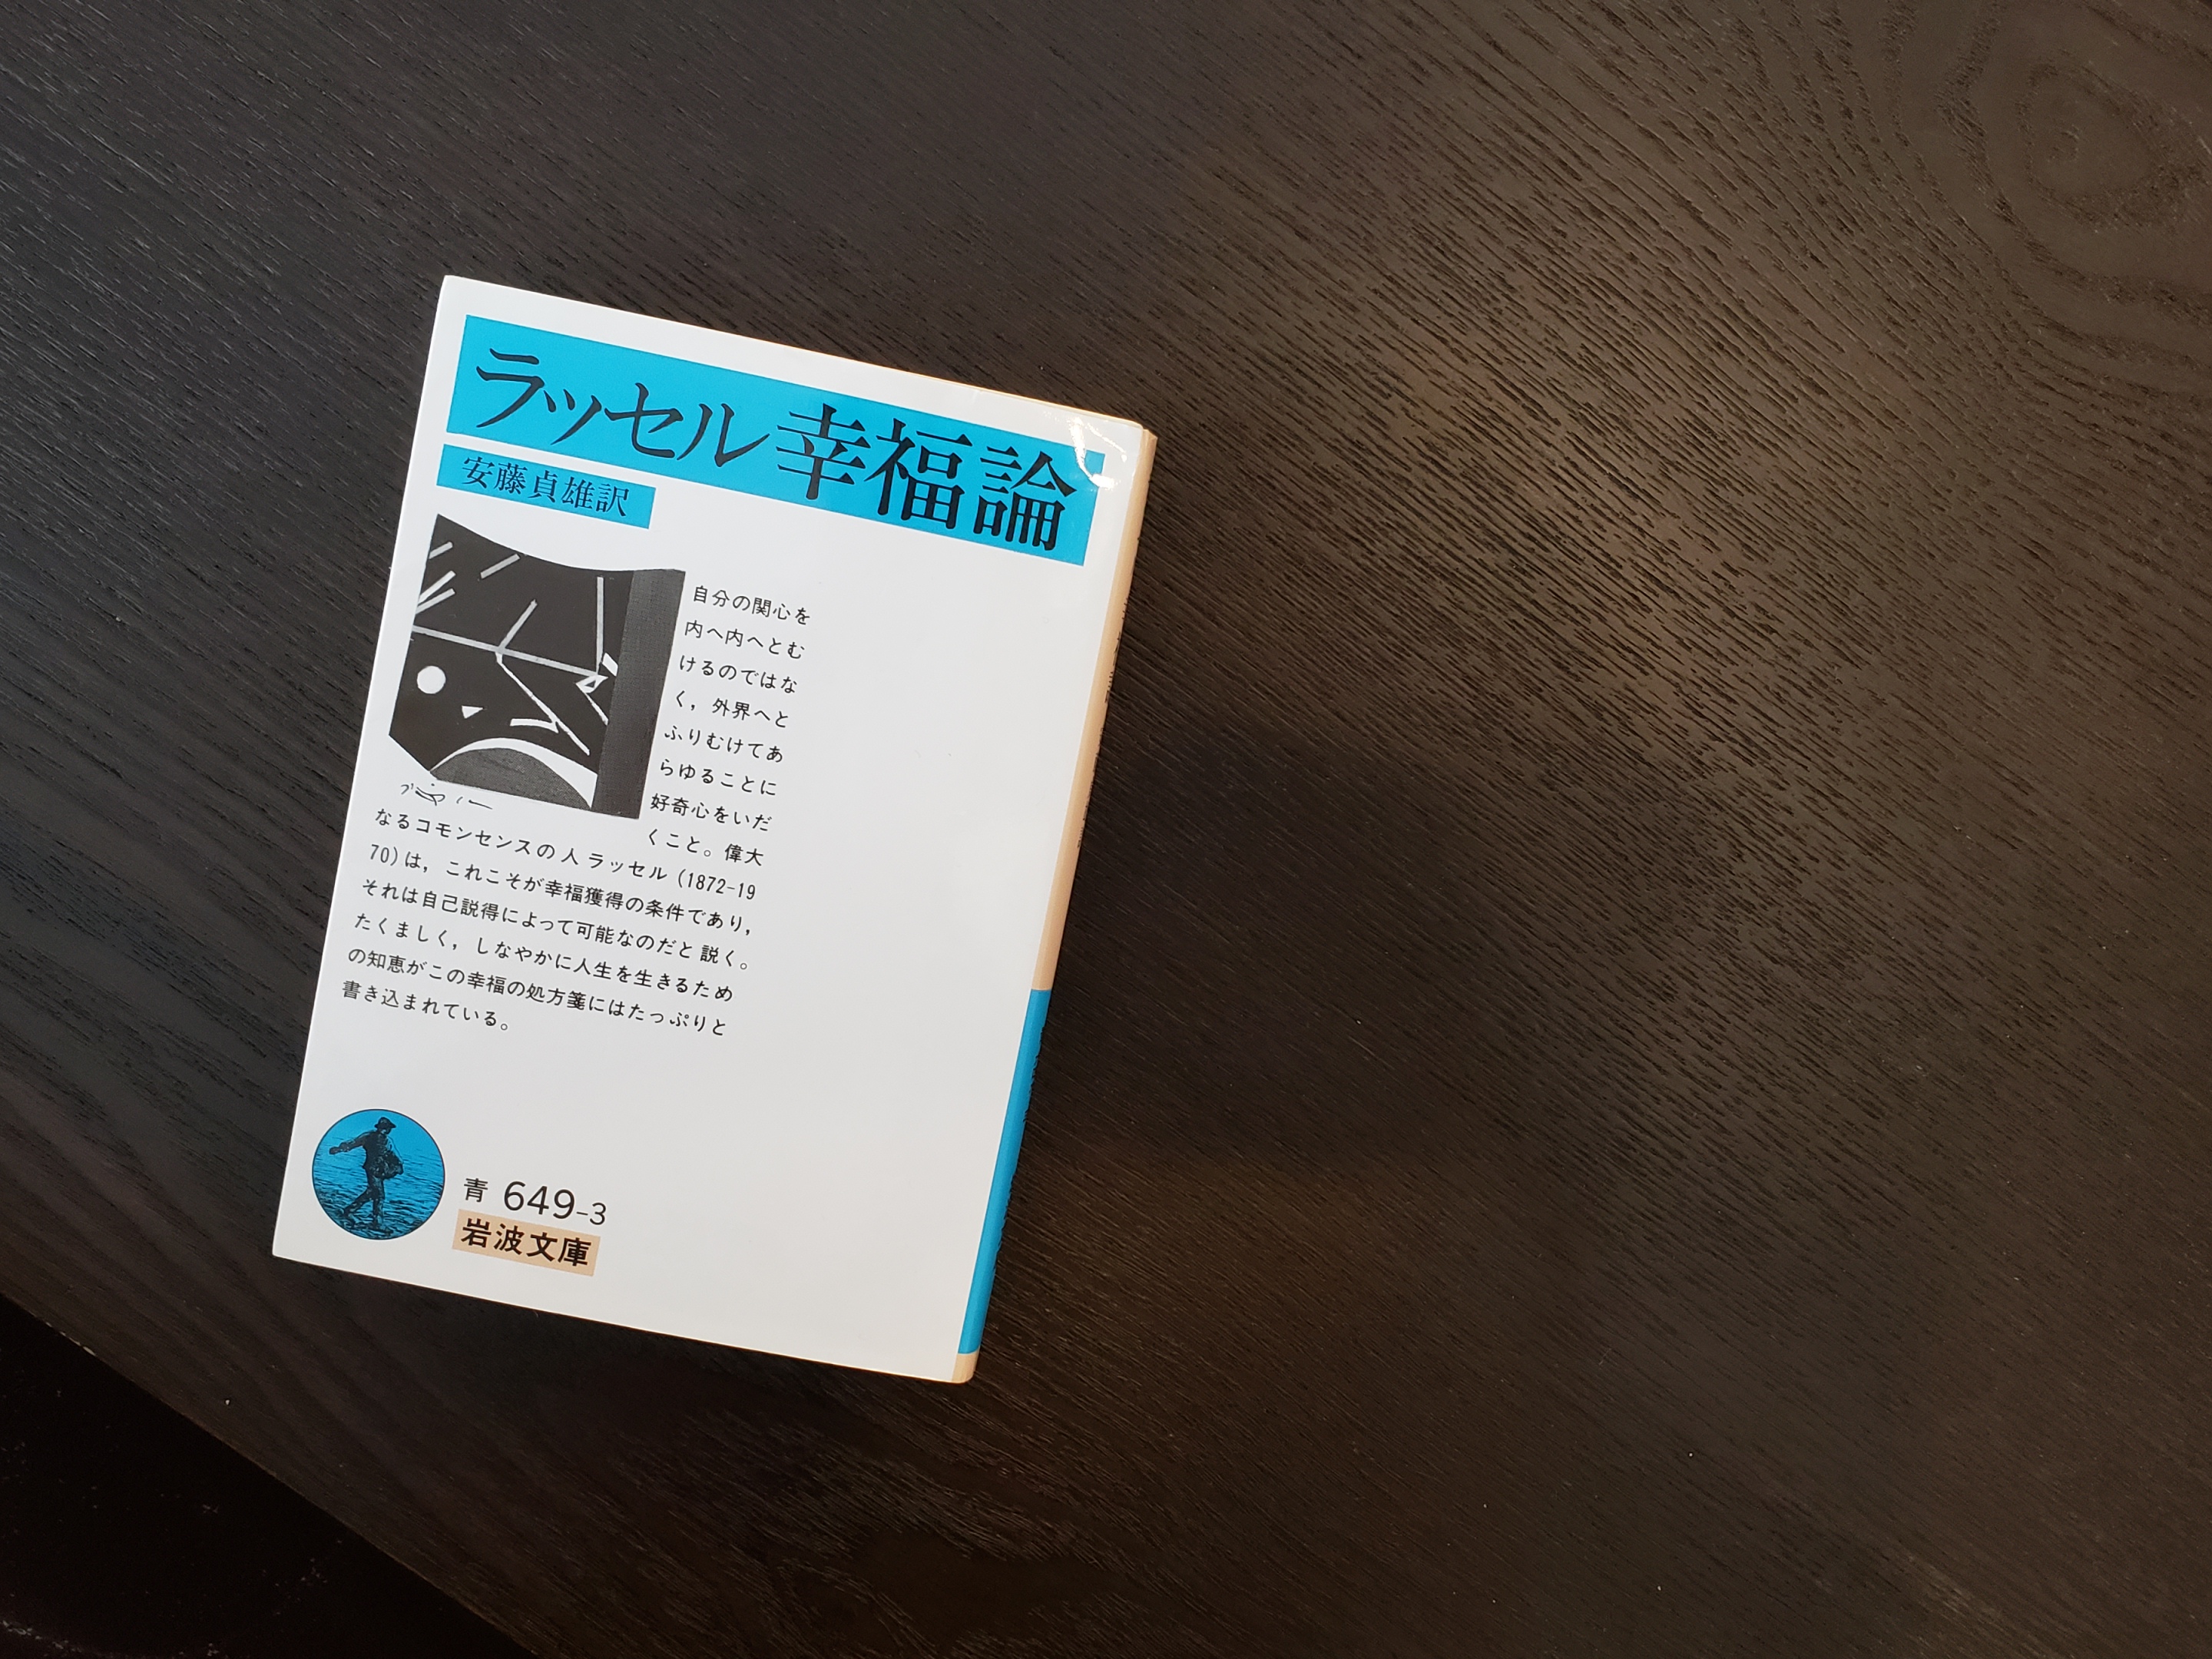 ラッセル 幸福論
安藤貞雄訳
自分の関心を
内へ内へとむ
けるのではな
く，外界へと
ふりむけてあ
らゆることに
好奇心をいだ
くこと。偉大
なるコモンセンスの人ラッセル（1872-19
70）は，これこそが幸福獲得の条件であり，
それは自己説得によって可能なのだと説く。
たくましく，しなやかに人生を生きるため
の知恵がこの幸福の処方箋にはたっぷりと
書き込まれている。
青 649-3
岩波文庫